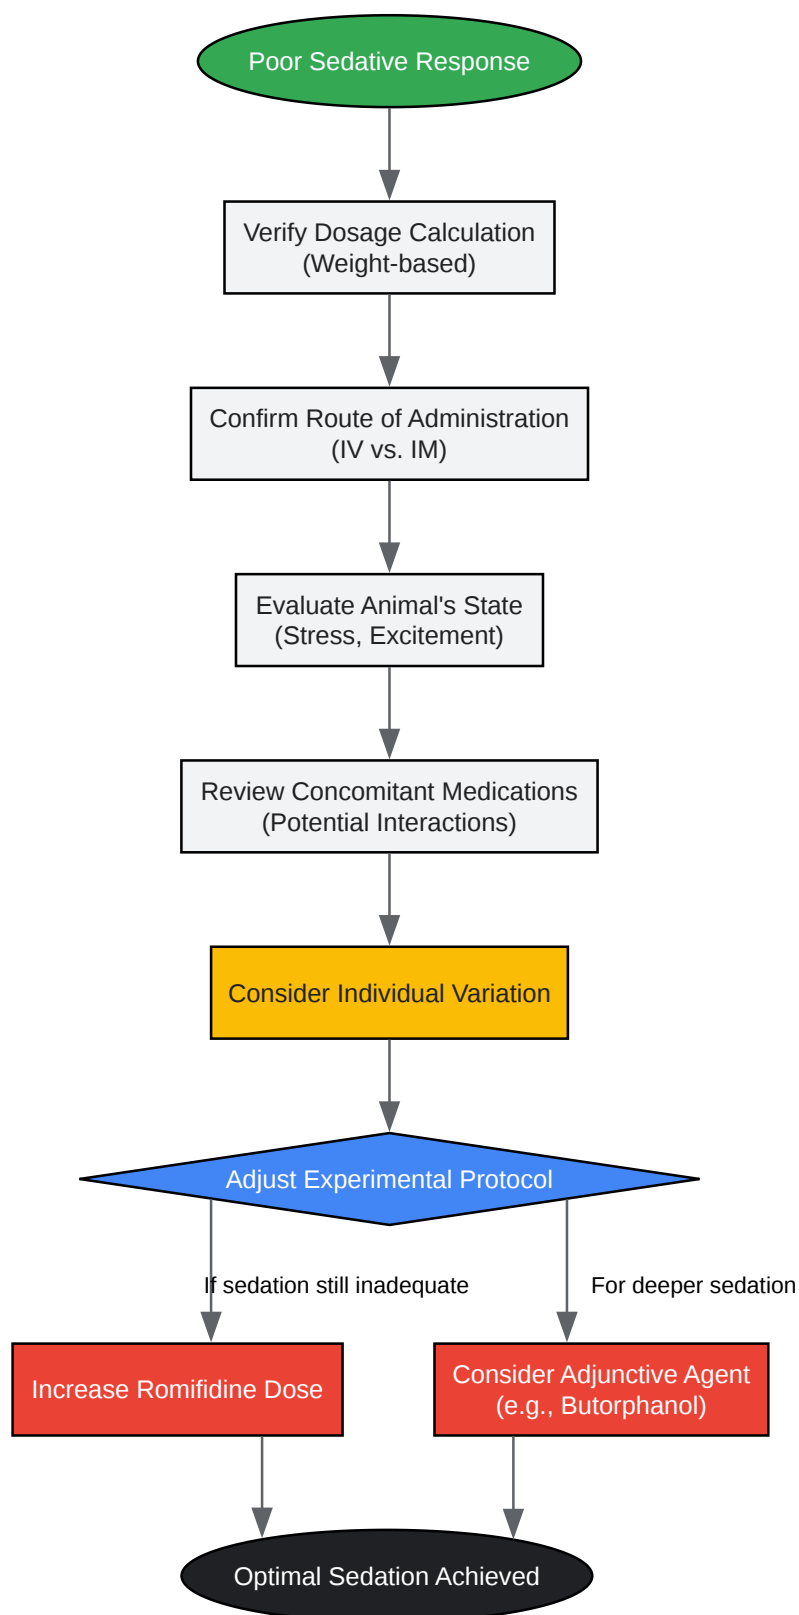 Poor Sedative Response
Verify Dosage Calculation
(Weight-based)
Confirm Route of Administration
(IV vs. IM)
Evaluate Animal's State
(Stress, Excitement)
Review Concomitant Medications
(Potential Interactions)
Consider Individual Variation
Adjust Experimental Protocol
If sedation still inadequate
For deeper sedation
Increase Romifidine Dose
Consider Adjunctive Agent
(e.g., Butorphanol)
Optimal Sedation Achieved